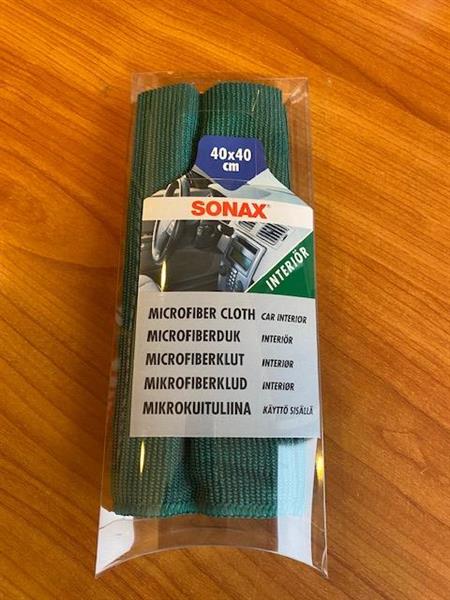 40x40
cm
SONAX®
INTERIÖR
MICROFIBER CLOTH CAR INTERIOR
MICROFIBERDUK INTERIÖR
MICROFIBERKLUT INTERIØR
MIKROFIBERKLUD INTERIØR
MIKROKUITULIINA KÄYTTÖ SISÄLLÄ